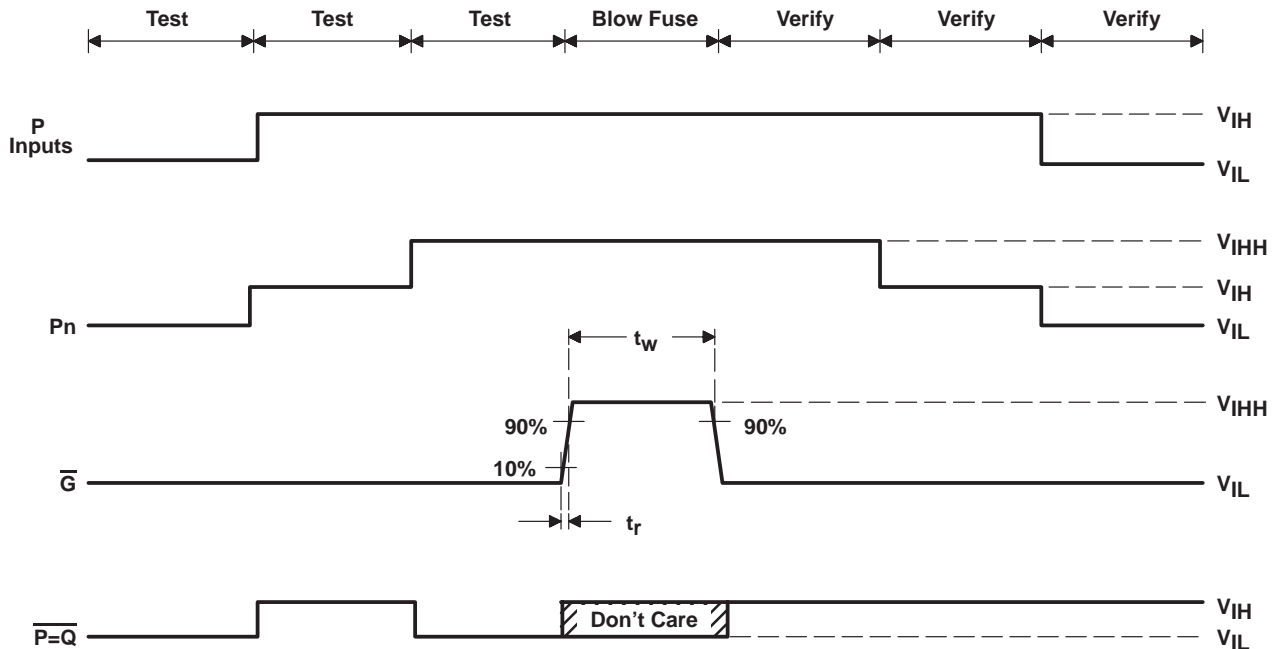 Test Test Test Blow Fuse Verify Verify Verify
P
Inputs
VIH
VIL
Pn
VIHH
VIH
VIL
tw
G
90%
10%
90%
VIHH
VIL
tr
P=Q
Don't Care
VIH
VIL